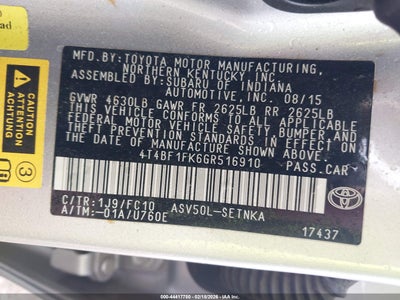 MFD.BY:TOYOTA MOTOR MANUFACTURING,
NORTHERN KENTUCKY,INC.
ASSEMBLED BY:SUBARU OF INDIANA
AUTOMOTIVE,INC. 08/15
GVWR 4630LB GAWR FR 2625LB RR 2625LB
THIS VEHICLE CONFORMS TO ALL APPLICABLE
FEDERAL MOTOR VEHICLE SAFETY, BUMPER, AND
THEFT PREVENTION STANDARDS IN EFFECT ON THE
DATE OF MANUFACTURE SHOWN ABOVE.
4T4BF1FK6GR516910 PASS.CAR
C/TR:1J9/FC10 ASV50L-SETNKA
A/TM:-01A/U760E
TOYOTA
17437
ACHTUNG
ATTENTION
3
ad
© 44417750 - 02/18/2026 - IAA